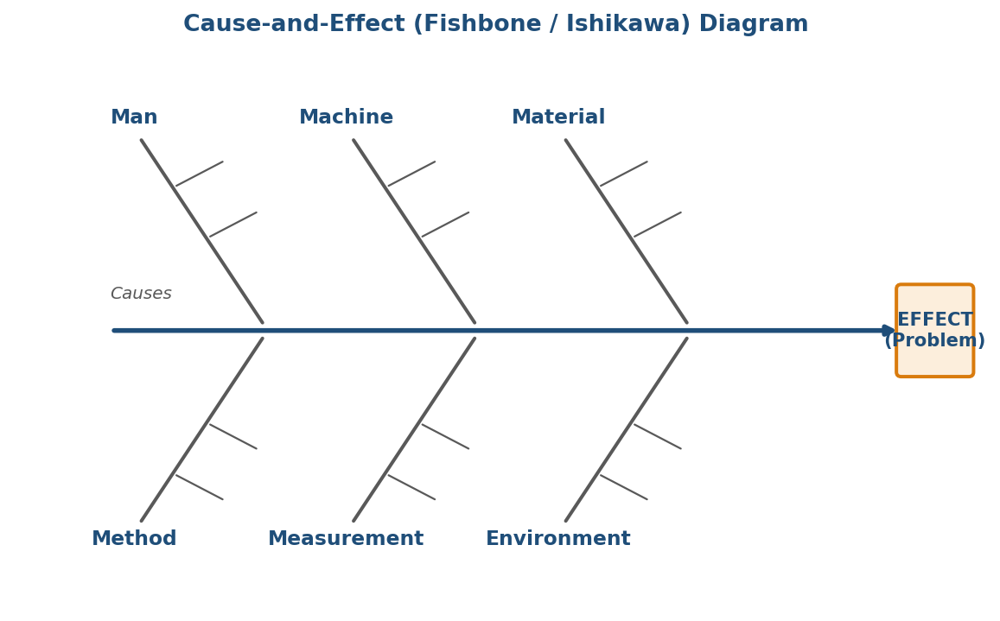 Cause-and-Effect (Fishbone / Ishikawa) Diagram
Man
Machine
Material
Causes
EFFECT
(Problem)
Method
Measurement
Environment